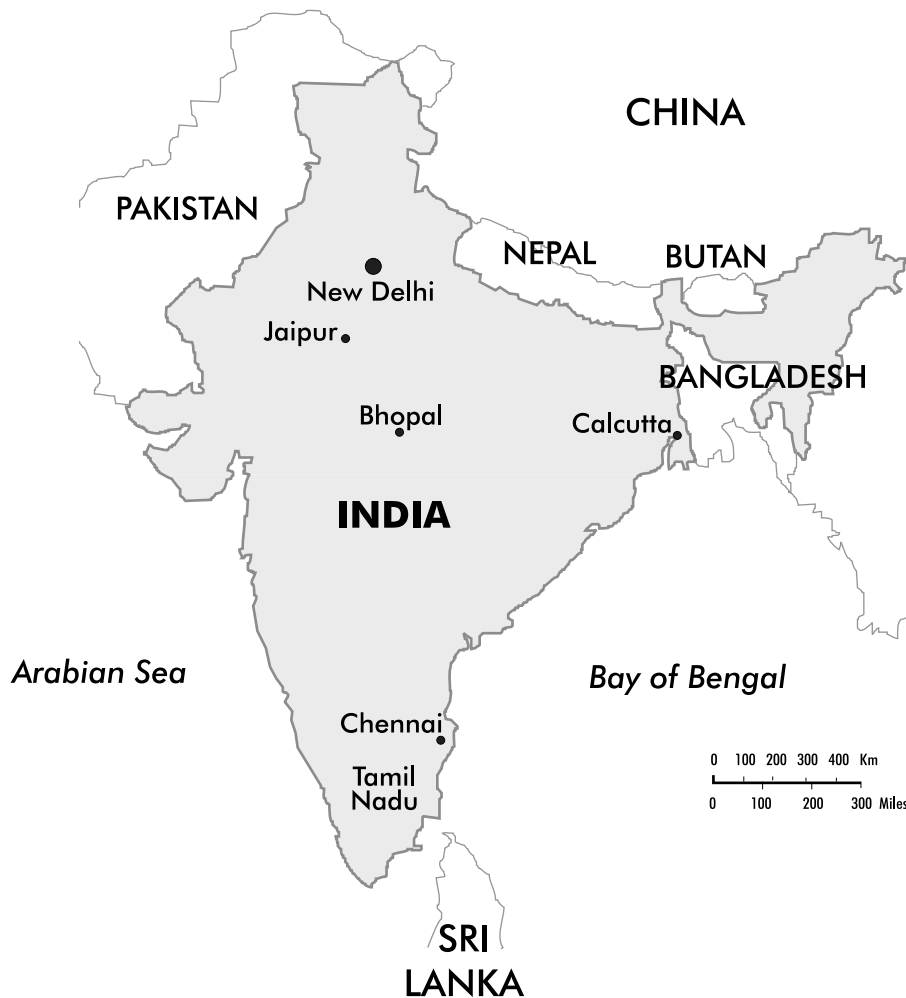 CHINA
PAKISTAN
NEPAL
BUTAN
New Delhi
Jaipur
BANGLADESH
Bhopal
Calcutta
INDIA
Arabian Sea
Bay of Bengal
Chennai
0 100 200 300 400 Km
0 100 200 300 Miles
Tamil
Nadu
SRI
LANKA